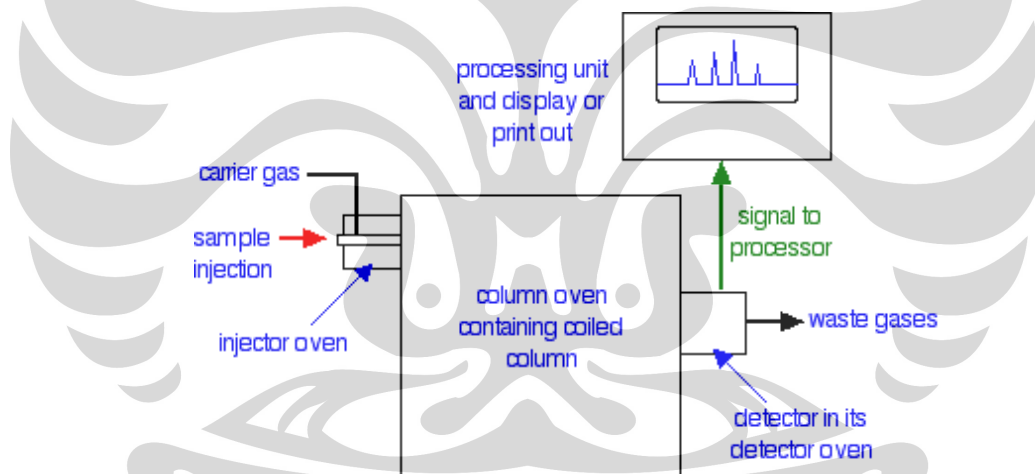 processing unit
and display or
print out
carrier gas
sample
injection
signal to
processor
column oven
containing coiled
column
injector oven
waste gases
detector in its
detector oven